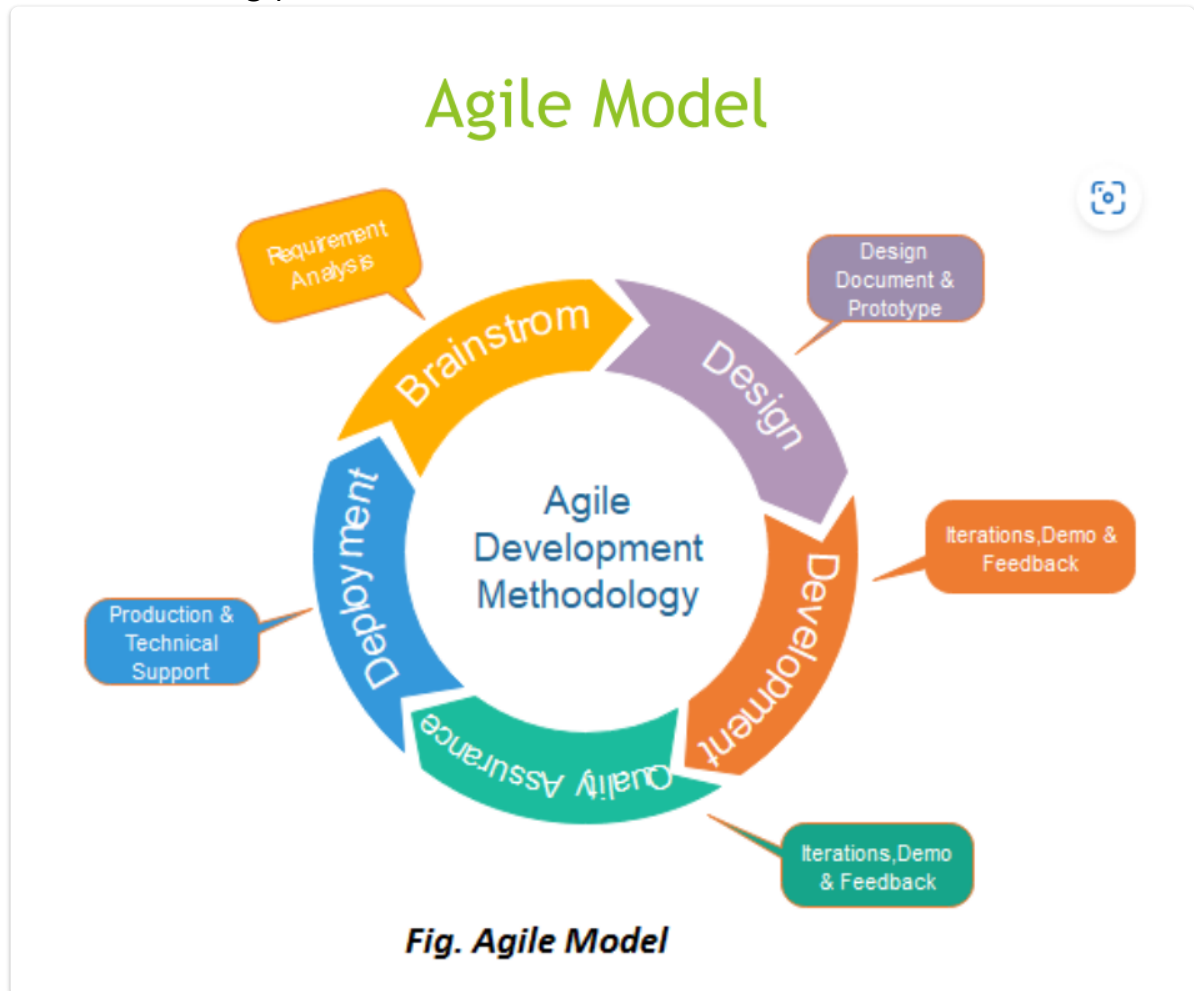 Agile Model
Requirement
Analysis
Brainstrom
Design
Document &
Prototype
Design
Agile
Development
Methodology
Iterations,Demo &
Feedback
Development
Deployment
Production &
Technical
Support
Quality Assurance
Iterations,Demo
& Feedback
Fig. Agile Model